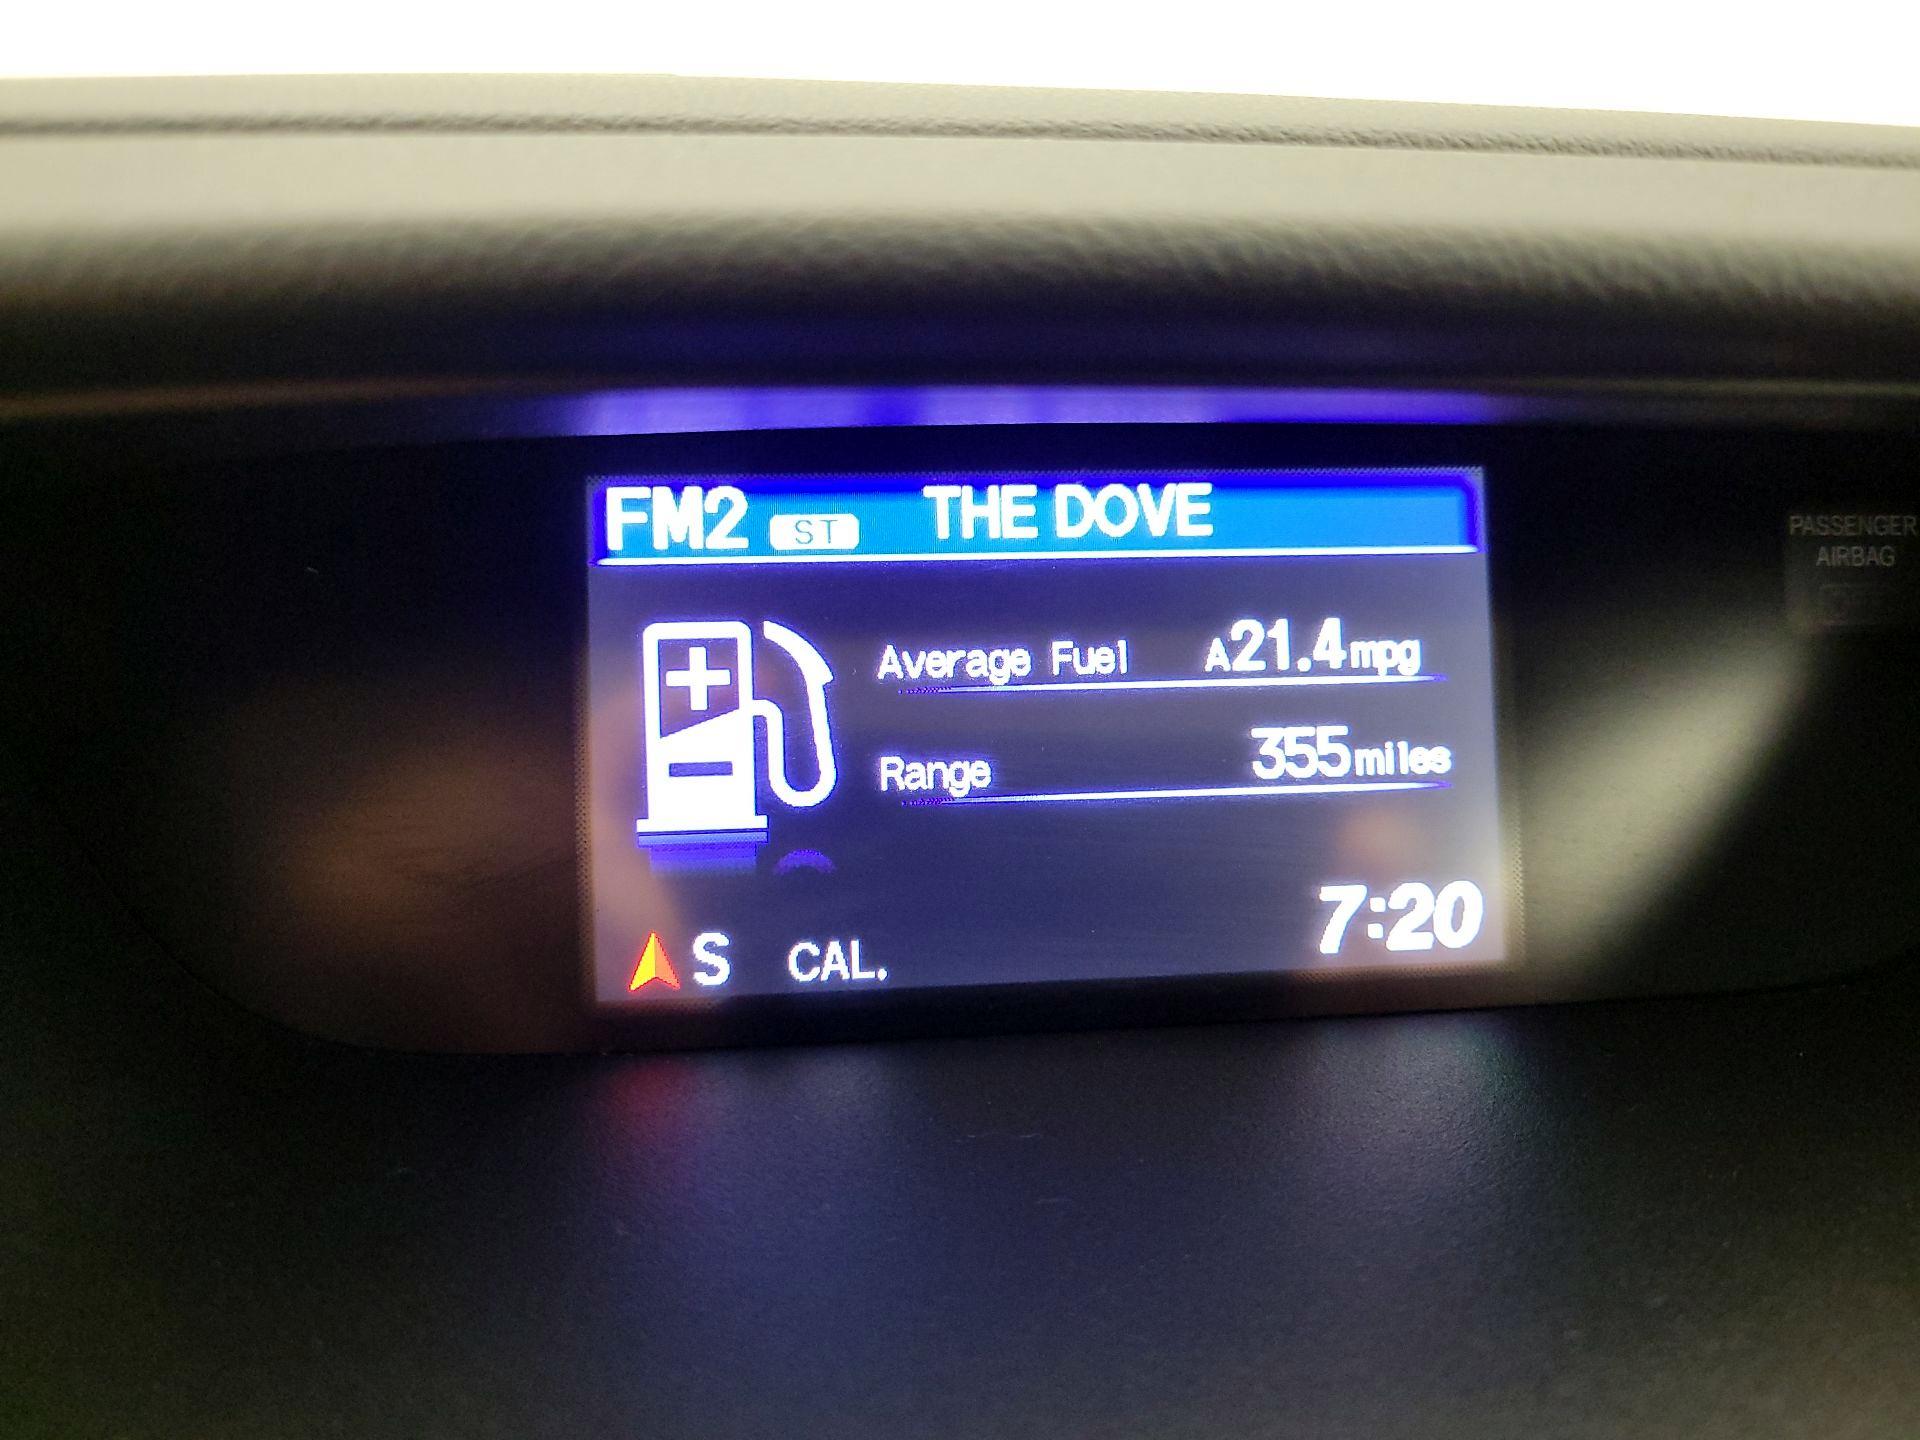 FM2 ST THE DOVE
PASSENGER
AIRBAG
Average Fuel A21.4mpg
Range 355miles
7:20
S CAL.